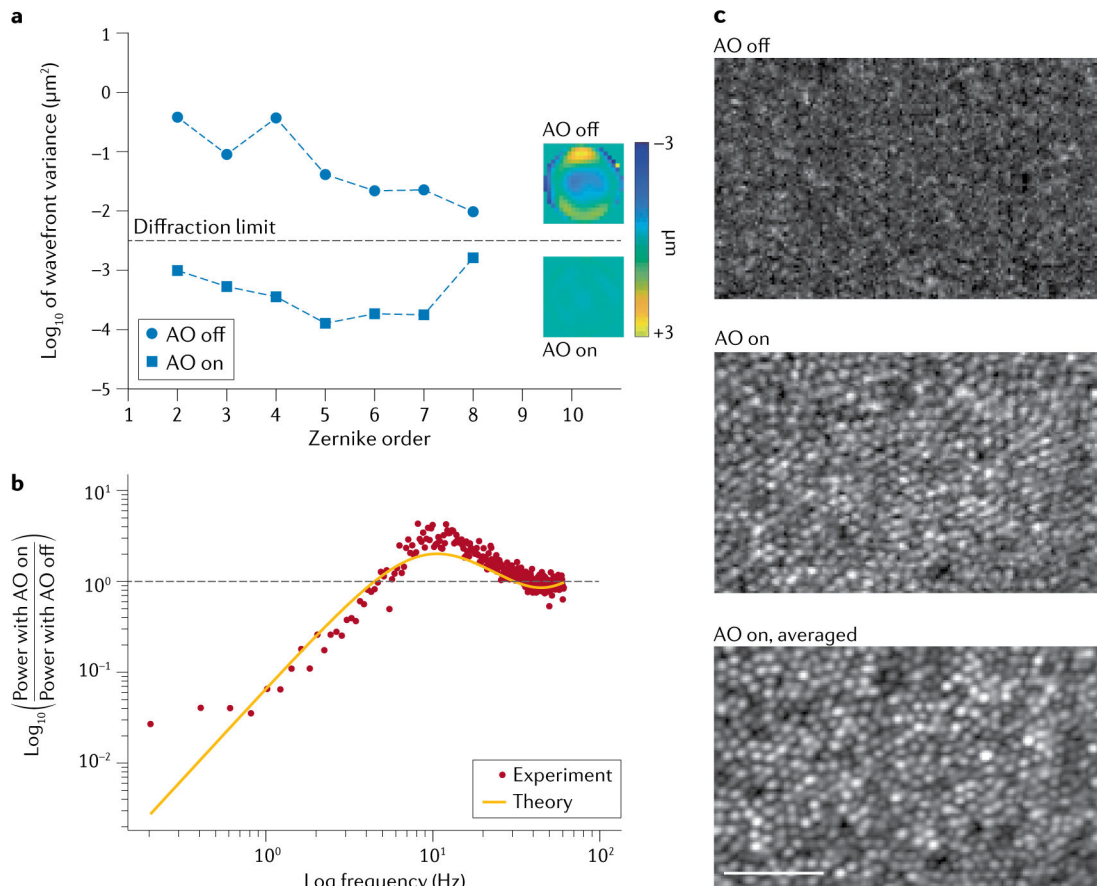 a
Log₁₀ of wavefront variance (μm²)
1
0
−1
−2
−3
−4
−5
Diffraction limit
AO off
AO on
1 2 3 4 5 6 7 8 9 10
Zernike order
AO off
AO on
−3
μm
+3
b
Log₁₀ (Power with AO on / Power with AO off)
10¹
10⁰
10⁻¹
10⁻²
Experiment
Theory
10⁰ 10¹ 10²
Log frequency (Hz)
c
AO off
AO on
AO on, averaged